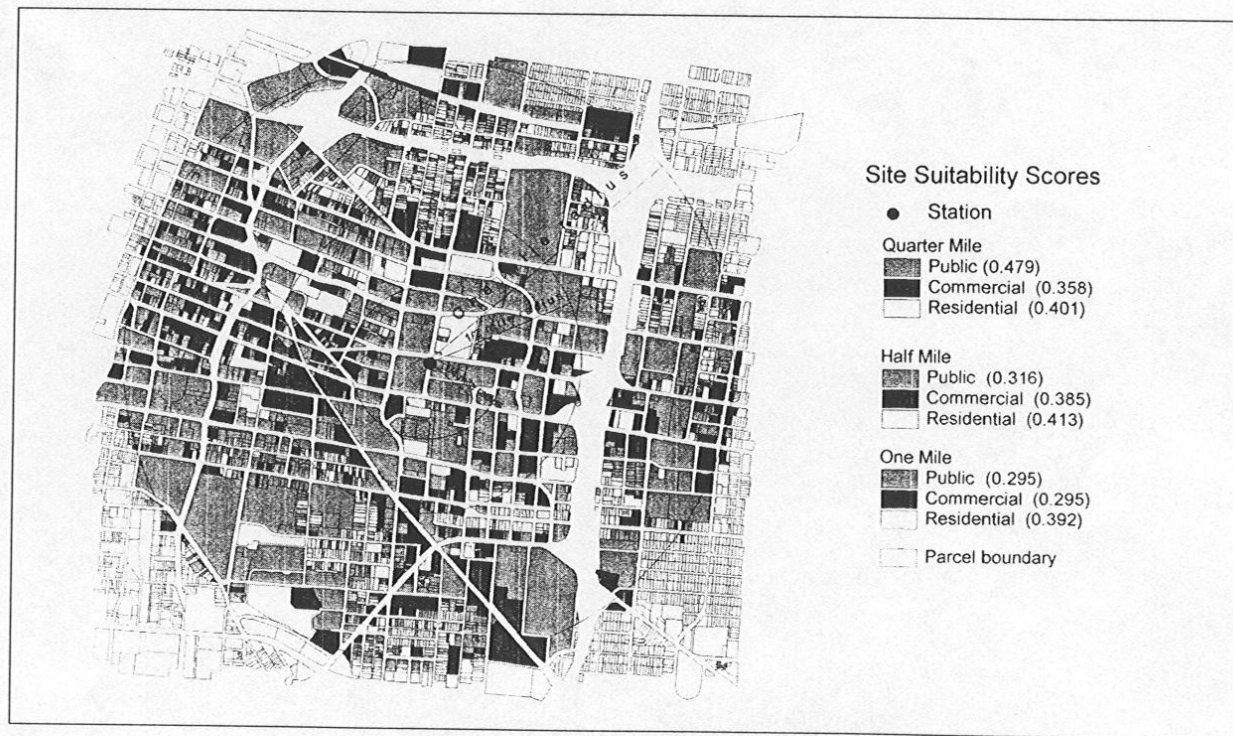 Site Suitability Scores
Station
Quarter Mile
Public (0.479)
Commercial (0.358)
Residential (0.401)
Half Mile
Public (0.316)
Commercial (0.385)
Residential (0.413)
One Mile
Public (0.295)
Commercial (0.295)
Residential (0.392)
Parcel boundary